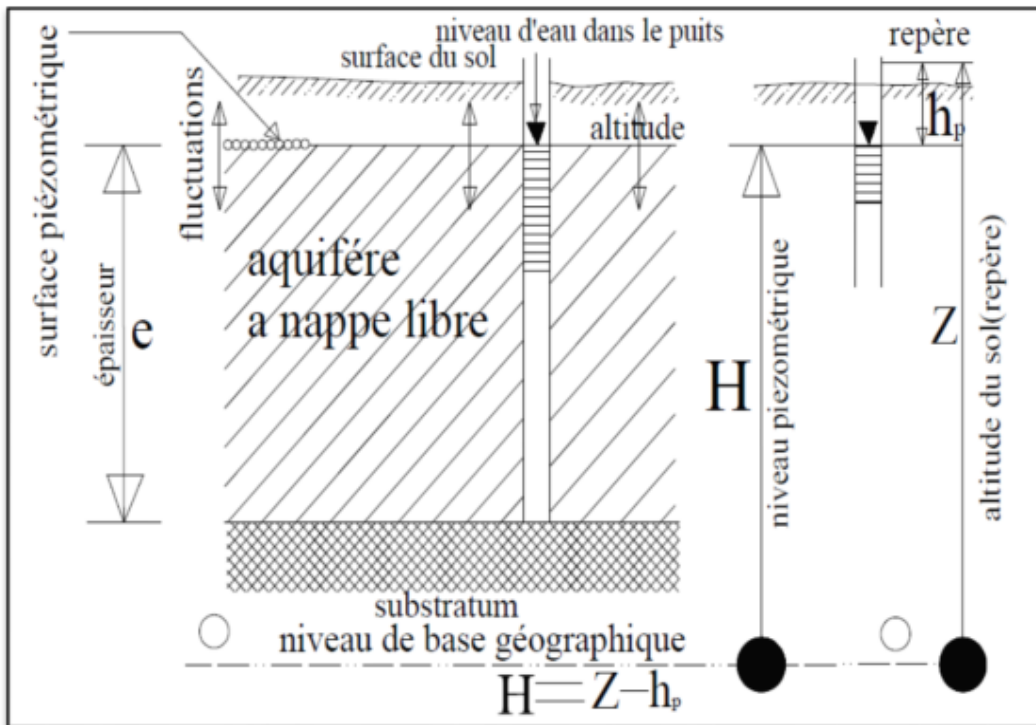 niveau d'eau dans le puits
surface du sol
repère
surface piézométrique
fluctuations
altitude
hp
aquifére
a nappe libre
épaisseur
e
H
niveau piezométrique
Z
altitude du sol(repère)
substratum
niveau de base géographique
H=Z-hp